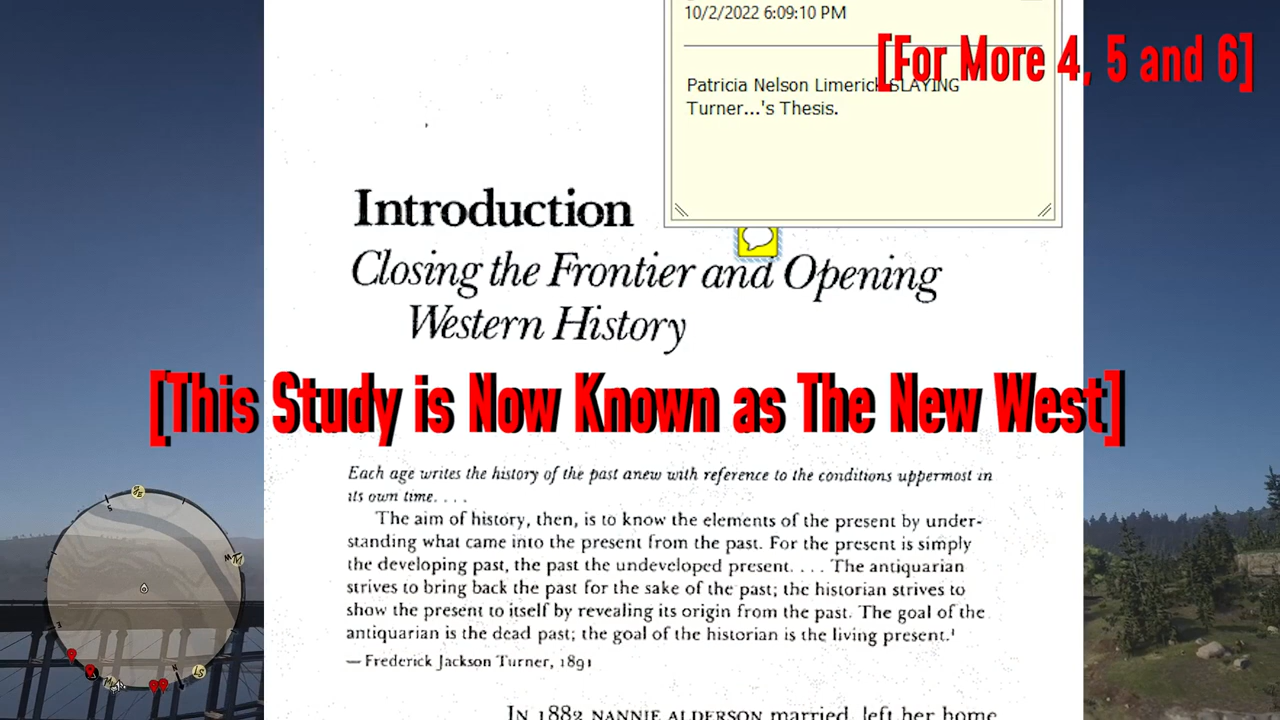 10/2/2022 6:09:10 PM
[For More 4, 5 and 6]
Patricia Nelson Limerick SLAYING
Turner...'s Thesis.
Introduction
Closing the Frontier and Opening
Western History
[This Study is Now Known as The New West]
Each age writes the history of the past anew with reference to the conditions uppermost in
its own time. . . .
The aim of history, then, is to know the elements of the present by under-
standing what came into the present from the past. For the present is simply
the developing past, the past the undeveloped present. . . . The antiquarian
strives to bring back the past for the sake of the past; the historian strives to
show the present to itself by revealing its origin from the past. The goal of the
antiquarian is the dead past; the goal of the historian is the living present.¹
— Frederick Jackson Turner, 1891
IN 1882 NANNIE ALDERSON married, left her home
S
W
E
N
LS